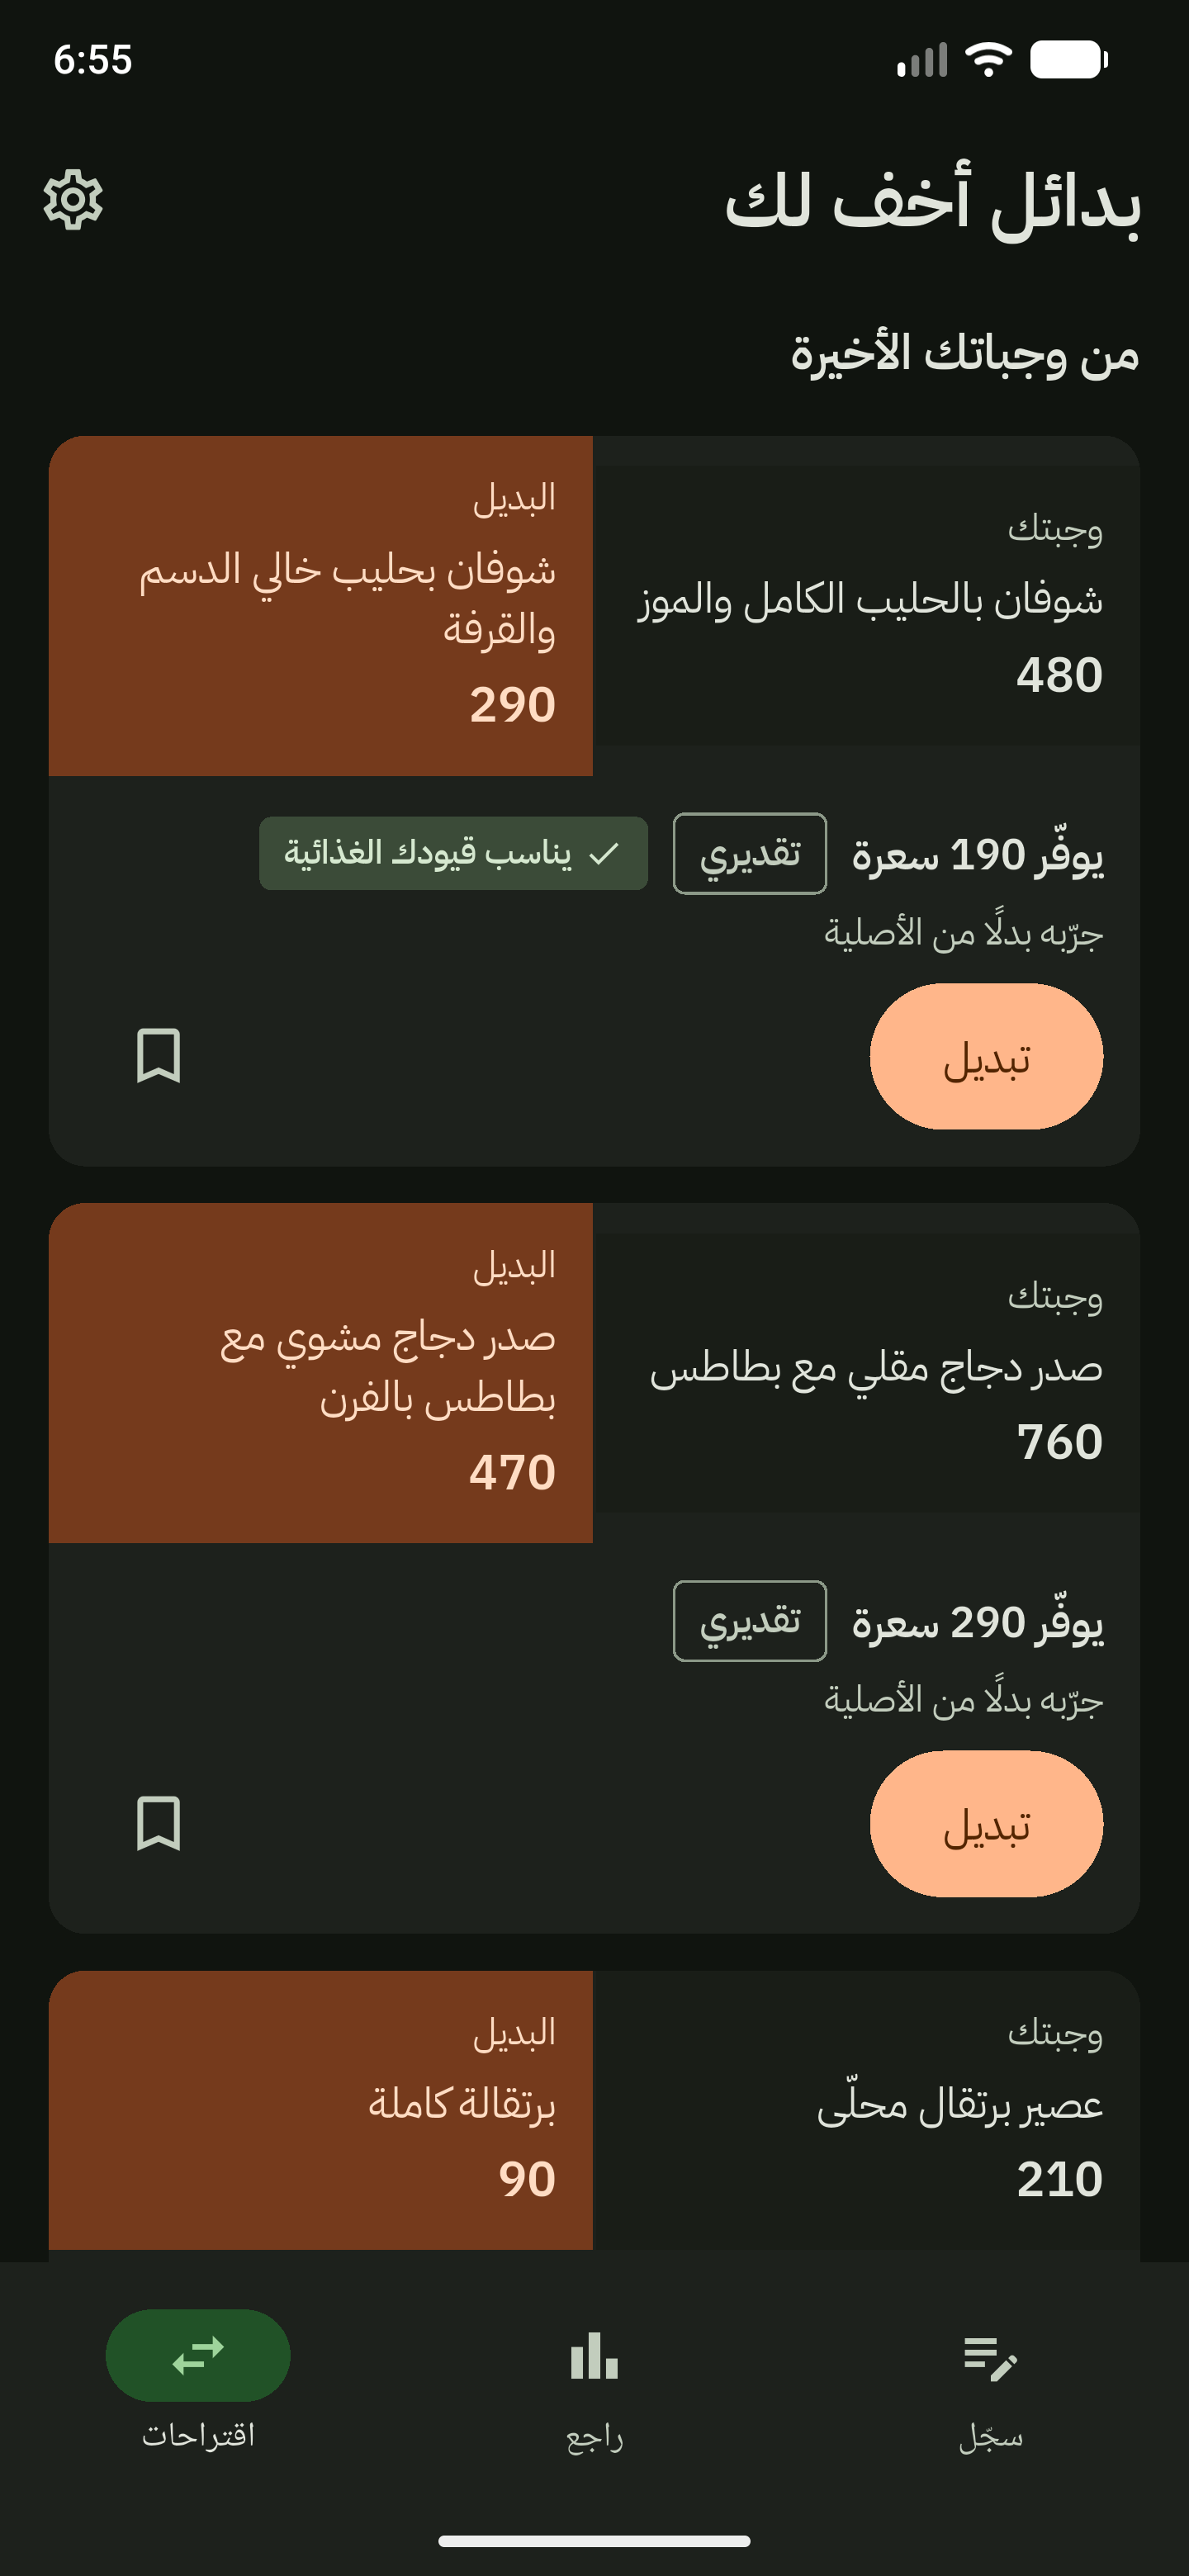 6:55
بدائل أخف لك
من وجباتك الأخيرة
وجبتك
شوفان بالحليب الكامل والموز
480
البديل
شوفان بحليب خالي الدسم
والقرفة
290
يوفّر 190 سعرة
تقديري
يناسب قيودك الغذائية
جرّبه بدلًا من الأصلية
تبديل
وجبتك
صدر دجاج مقلي مع بطاطس
760
البديل
صدر دجاج مشوي مع
بطاطس بالفرن
470
يوفّر 290 سعرة
تقديري
جرّبه بدلًا من الأصلية
تبديل
وجبتك
عصير برتقال محلّى
210
البديل
برتقالة كاملة
90
سجّل
راجع
اقتراحات